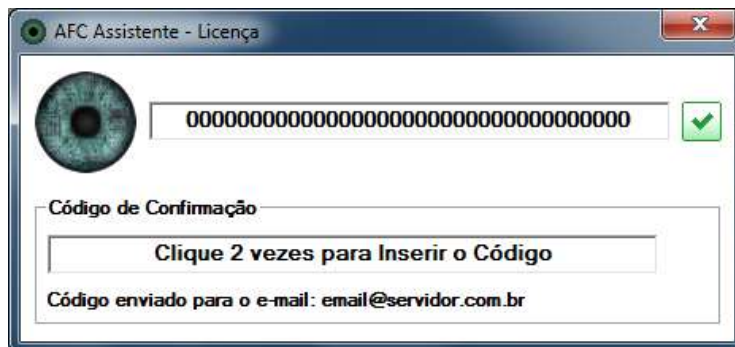 AFC Assistente - Licença
00000000000000000000000000000000000
Código de Confirmação
Clique 2 vezes para Inserir o Código
Código enviado para o e-mail: email@servidor.com.br